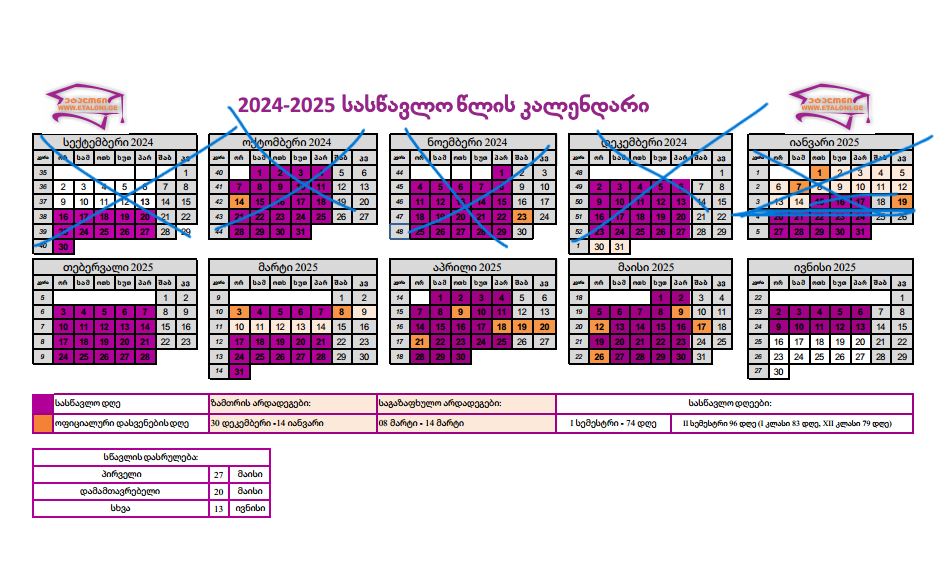 ეტალონი
WWW.ETALONI.GE
2024-2025 სასწავლო წლის კალენდარი
ეტალონი
WWW.ETALONI.GE
სექტემბერი 2024
კვირა ორ სამ ოთხ ხუთ პარ შაბ კვ
35 1
36 2 3 4 5 6 7 8
37 9 10 11 12 13 14 15
38 16 17 18 19 20 21 22
39 23 24 25 26 27 28 29
40 30
ოქტომბერი 2024
კვირა ორ სამ ოთხ ხუთ პარ შაბ კვ
40 1 2 3 4 5 6
41 7 8 9 10 11 12 13
42 14 15 16 17 18 19 20
43 21 22 23 24 25 26 27
44 28 29 30 31
ნოემბერი 2024
კვირა ორ სამ ოთხ ხუთ პარ შაბ კვ
44 1 2 3
45 4 5 6 7 8 9 10
46 11 12 13 14 15 16 17
47 18 19 20 21 22 23 24
48 25 26 27 28 29 30
დეკემბერი 2024
კვირა ორ სამ ოთხ ხუთ პარ შაბ კვ
48 1
49 2 3 4 5 6 7 8
50 9 10 11 12 13 14 15
51 16 17 18 19 20 21 22
52 23 24 25 26 27 28 29
1 30 31
იანვარი 2025
კვირა ორ სამ ოთხ ხუთ პარ შაბ კვ
1 1 2 3 4 5
2 6 7 8 9 10 11 12
3 13 14 15 16 17 18 19
4 20 21 22 23 24 25 26
5 27 28 29 30 31
თებერვალი 2025
კვირა ორ სამ ოთხ ხუთ პარ შაბ კვ
5 1 2
6 3 4 5 6 7 8 9
7 10 11 12 13 14 15 16
8 17 18 19 20 21 22 23
9 24 25 26 27 28
მარტი 2025
კვირა ორ სამ ოთხ ხუთ პარ შაბ კვ
9 1 2
10 3 4 5 6 7 8 9
11 10 11 12 13 14 15 16
12 17 18 19 20 21 22 23
13 24 25 26 27 28 29 30
14 31
აპრილი 2025
კვირა ორ სამ ოთხ ხუთ პარ შაბ კვ
14 1 2 3 4 5 6
15 7 8 9 10 11 12 13
16 14 15 16 17 18 19 20
17 21 22 23 24 25 26 27
18 28 29 30
მაისი 2025
კვირა ორ სამ ოთხ ხუთ პარ შაბ კვ
18 1 2 3 4
19 5 6 7 8 9 10 11
20 12 13 14 15 16 17 18
21 19 20 21 22 23 24 25
22 26 27 28 29 30 31
ივნისი 2025
კვირა ორ სამ ოთხ ხუთ პარ შაბ კვ
22 1
23 2 3 4 5 6 7 8
24 9 10 11 12 13 14 15
25 16 17 18 19 20 21 22
26 23 24 25 26 27 28 29
27 30
სასწავლო დღე ზამთრის არდადეგები: საგაზაფხულო არდადეგები: სასწავლო დღეები:
ოფიციალური დასვენების დღე 30 დეკემბერი -14 იანვარი 08 მარტი - 14 მარტი I სემესტრი - 74 დღე II სემესტრი 96 დღე (I კლასი 83 დღე, XII კლასი 79 დღე)
სწავლის დასრულება:
პირველი 27 მაისი
დამამთავრებელი 20 მაისი
სხვა 13 ივნისი